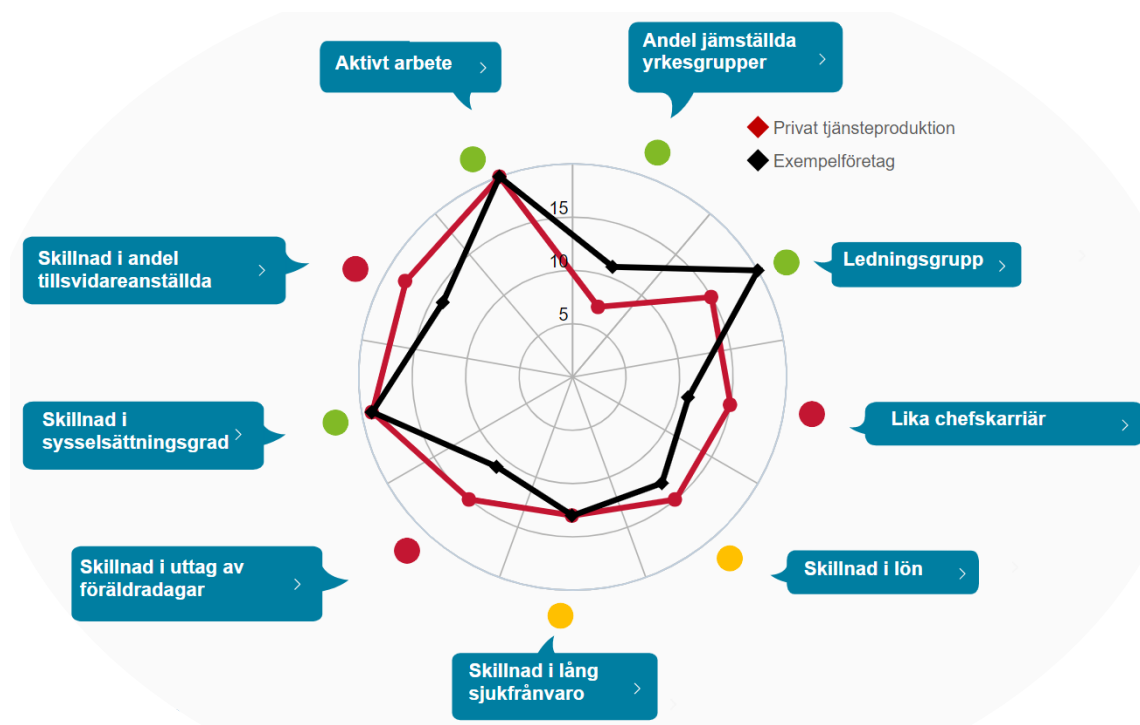 Aktivt arbete
Andel jämställda
yrkesgrupper
Privat tjänsteproduktion
Exempelföretag
15
10
5
Skillnad i andel
tillsvidareanställda
Ledningsgrupp
Skillnad i
sysselsättningsgrad
Lika chefskarriär
Skillnad i uttag av
föräldradagar
Skillnad i lön
Skillnad i lång
sjukfrånvaro